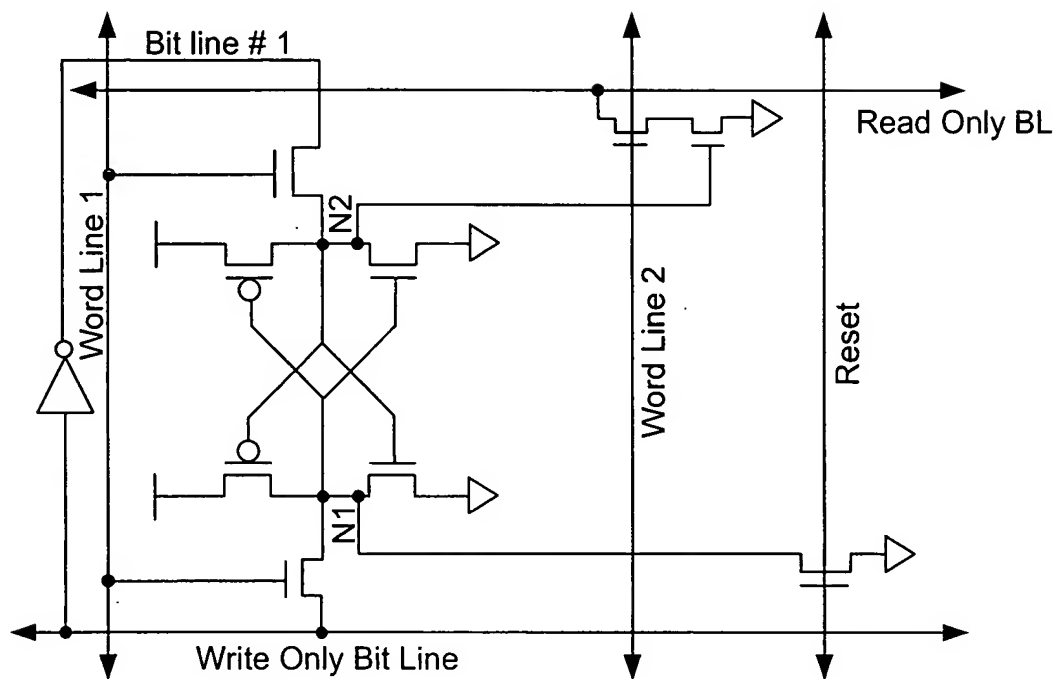 Bit line # 1
Read Only BL
Word Line 1
N2
Word Line 2
Reset
N1
Write Only Bit Line